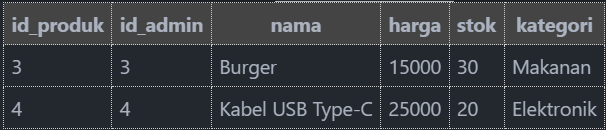 id_produk id_admin nama harga stok kategori
3 3 Burger 15000 30 Makanan
4 4 Kabel USB Type-C 25000 20 Elektronik